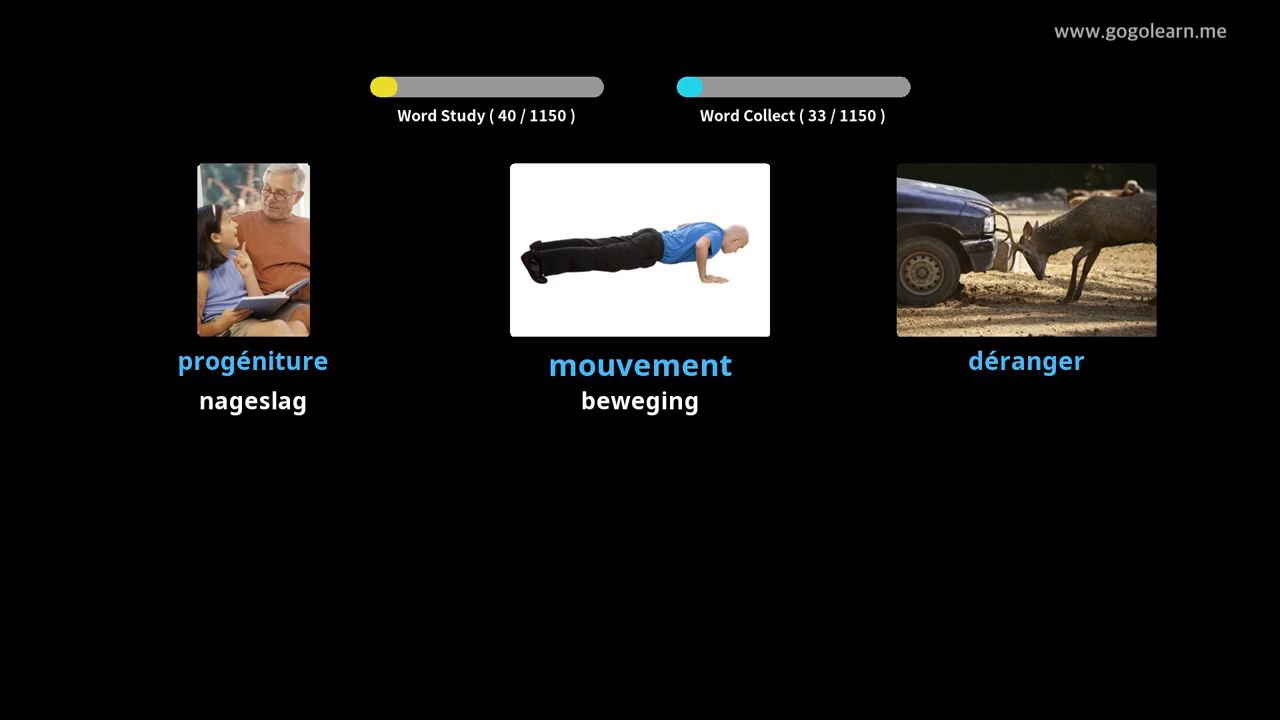 www.gogolearn.me
Word Study ( 40 / 1150 )
Word Collect ( 33 / 1150 )
progéniture
nageslag
mouvement
beweging
déranger